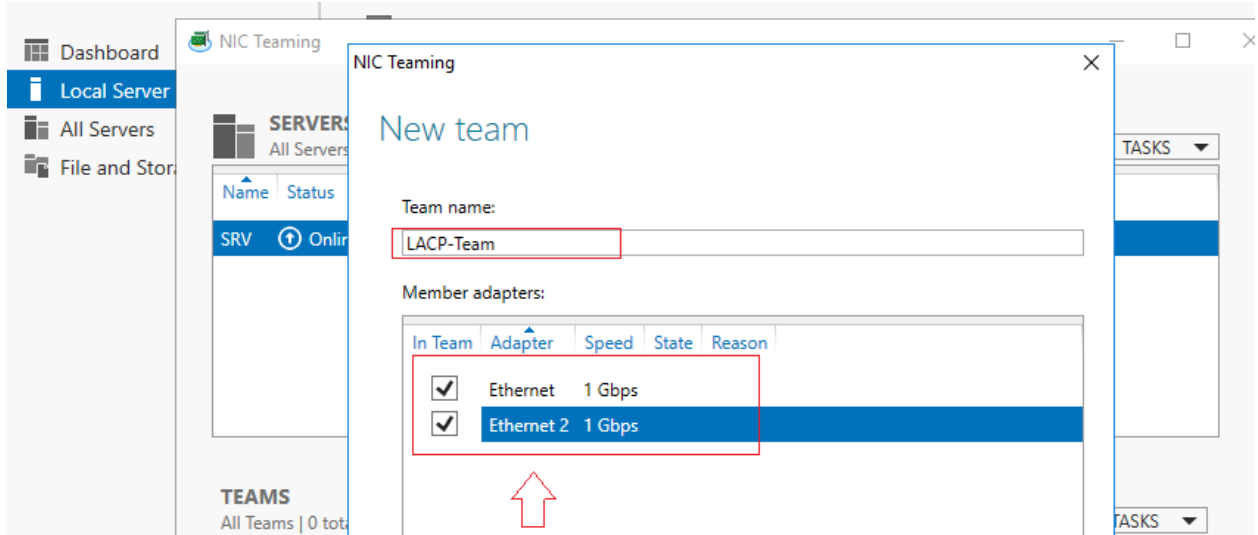 Dashboard
Local Server
All Servers
File and Stor
NIC Teaming
SERVERS
All Servers
TASKS
Name Status
SRV Onlin
TEAMS
All Teams | 0 tota
TASKS
NIC Teaming
New team
Team name:
LACP-Team
Member adapters:
In Team Adapter Speed State Reason
Ethernet 1 Gbps
Ethernet 2 1 Gbps